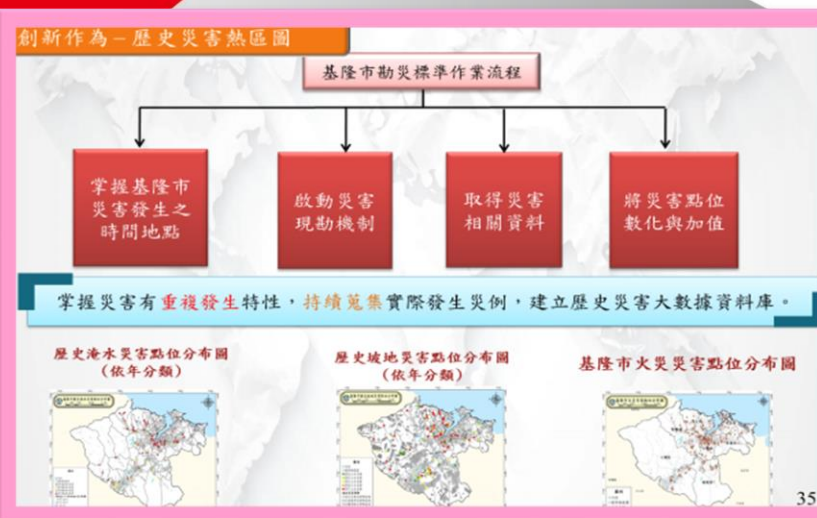 創新作為－歷史災害熱區圖
基隆市勘災標準作業流程
掌握基隆市
災害發生之
時間地點
啟動災害
現勘機制
取得災害
相關資料
將災害點位
數化與加值
掌握災害有重複發生特性，持續蒐集實際發生災例，建立歷史災害大數據資料庫。
歷史淹水災害點位分布圖
(依年分類)
歷史坡地災害點位分布圖
(依年分類)
基隆市火災災害點位分布圖
35